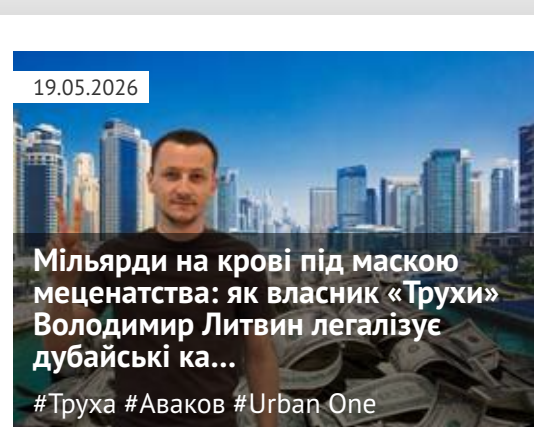 19.05.2026
Мільярди на крові під маскою
меценатства: як власник «Трухи»
Володимир Литвин легалізує
дубайські ка...
#Труха #Аваков #Urban One